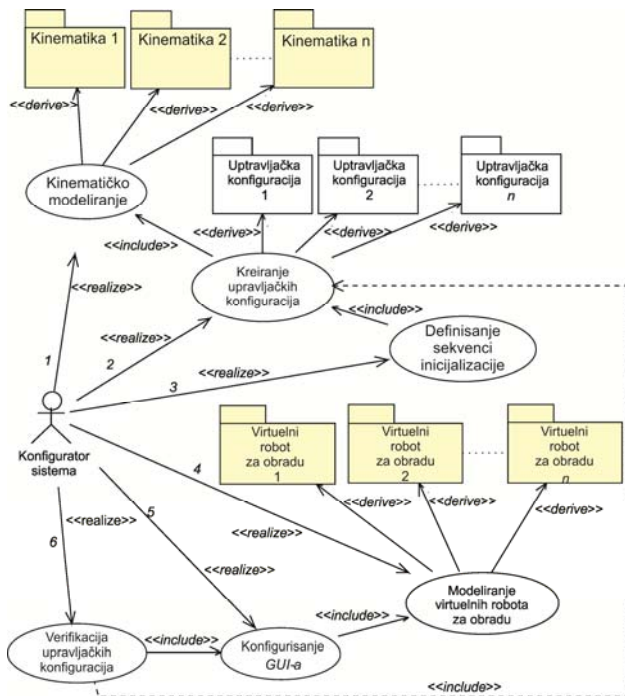 Kinematika 1
Kinematika 2
Kinematika n
<<derive>>
<<derive>>
<<derive>>
Kinematičko
modeliranje
Uptravljačka
konfiguracija
1
Uptravljačka
konfiguracija
2
Uptravljačka
konfiguracija
n
<<include>>
<<derive>>
<<derive>>
<<derive>>
Kreiranje
upravljačkih
konfiguracija
<<realize>>
1
<<realize>>
2
<<include>>
Definisanje
sekvenci
inicijalizacije
<<realize>>
3
Konfigurator
sistema
Virtuelni
robot
za obradu
1
Virtuelni
robot
za obradu
2
Virtuelni
robot
za obradu
n
4
<<derive>>
<<derive>>
<<derive>>
<<realize>>
5
<<realize>>
6
<<realize>>
Modeliranje
virtuelnih robota
za obradu
Verifikacija
upravljačkih
konfiguracija
<<include>>
Konfigurisanje
GUI-a
<<include>>
<<include>>